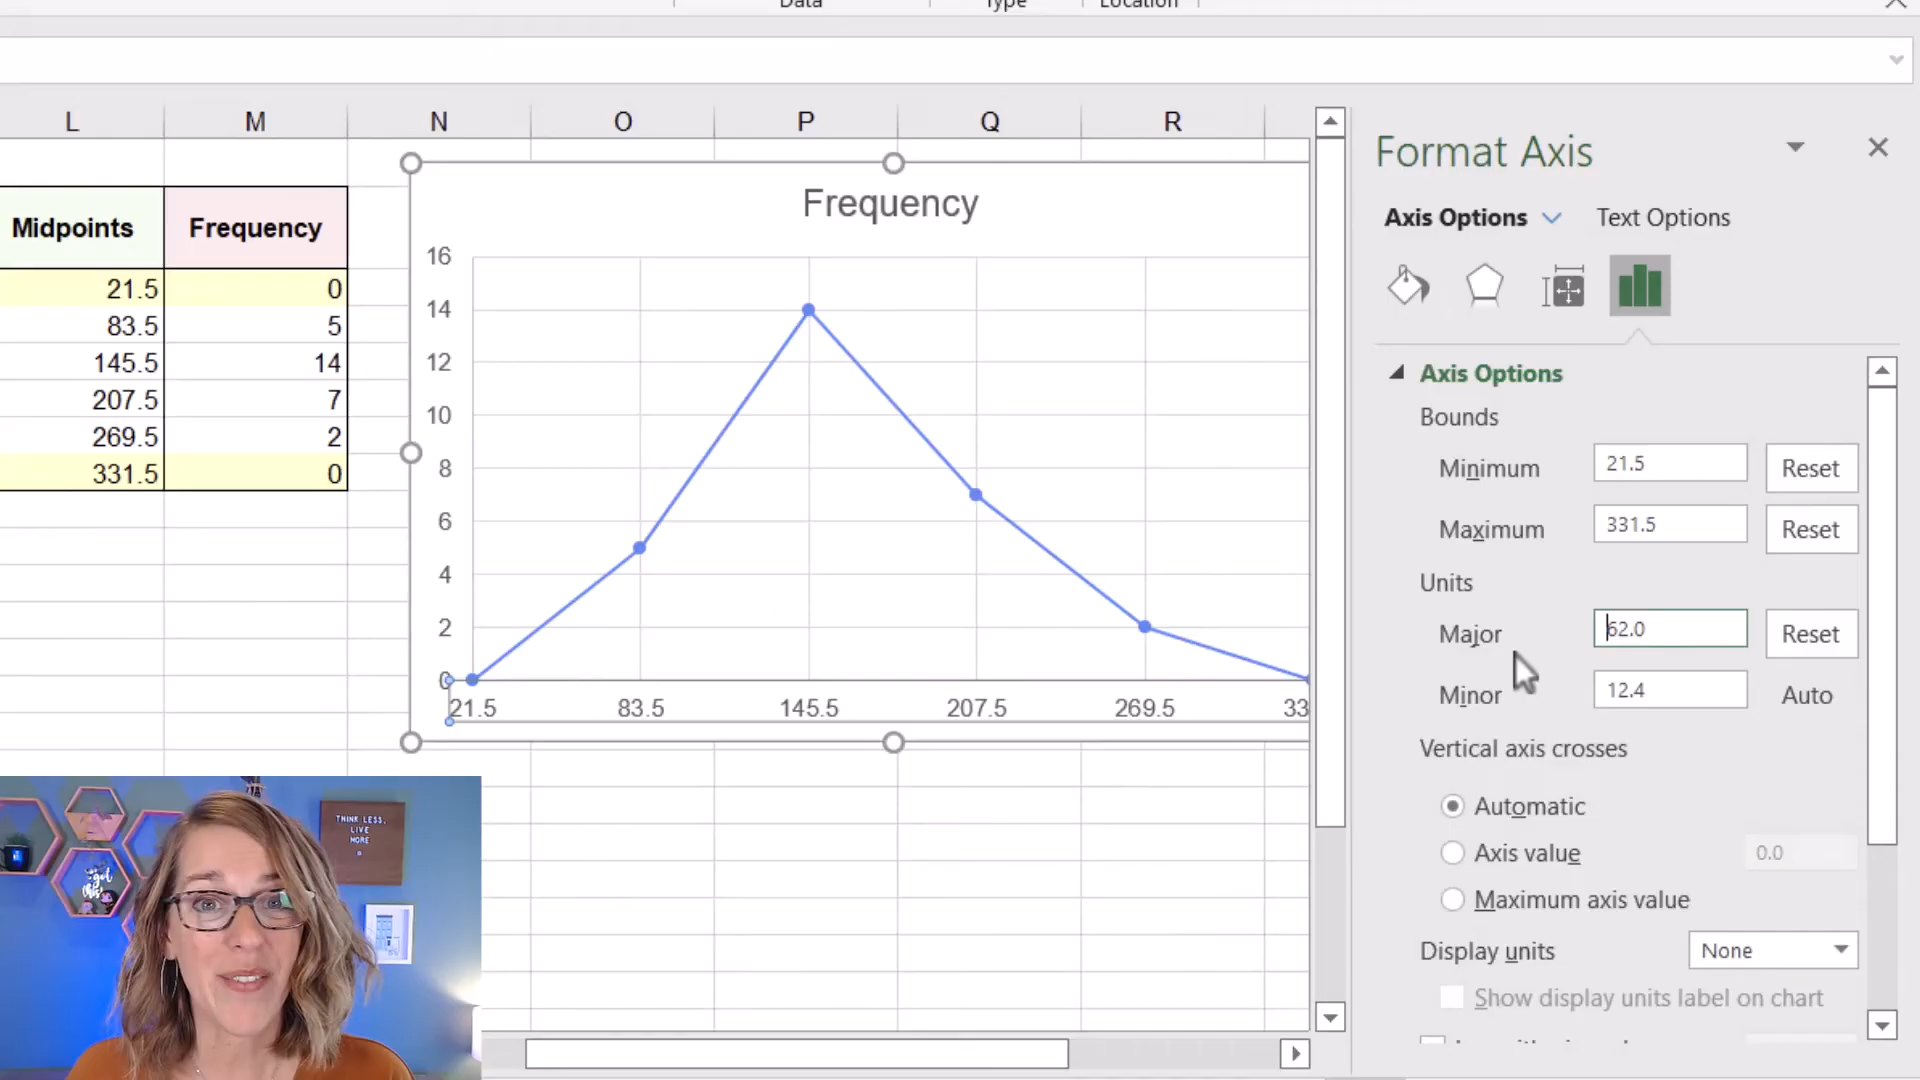 Data Type Location
L M N O P Q R
Format Axis
Axis Options Text Options
Midpoints Frequency
21.5 0
83.5 5
145.5 14
207.5 7
269.5 2
331.5 0
Frequency
16
14
12
10
8
6
4
2
0
21.5 83.5 145.5 207.5 269.5 33
Axis Options
Bounds
Minimum 21.5 Reset
Maximum 331.5 Reset
Units
Major 62.0 Reset
Minor 12.4 Auto
Vertical axis crosses
Automatic
Axis value 0.0
Maximum axis value
Display units None
Show display units label on chart
THINK LESS,
LIVE
MORE
got
this